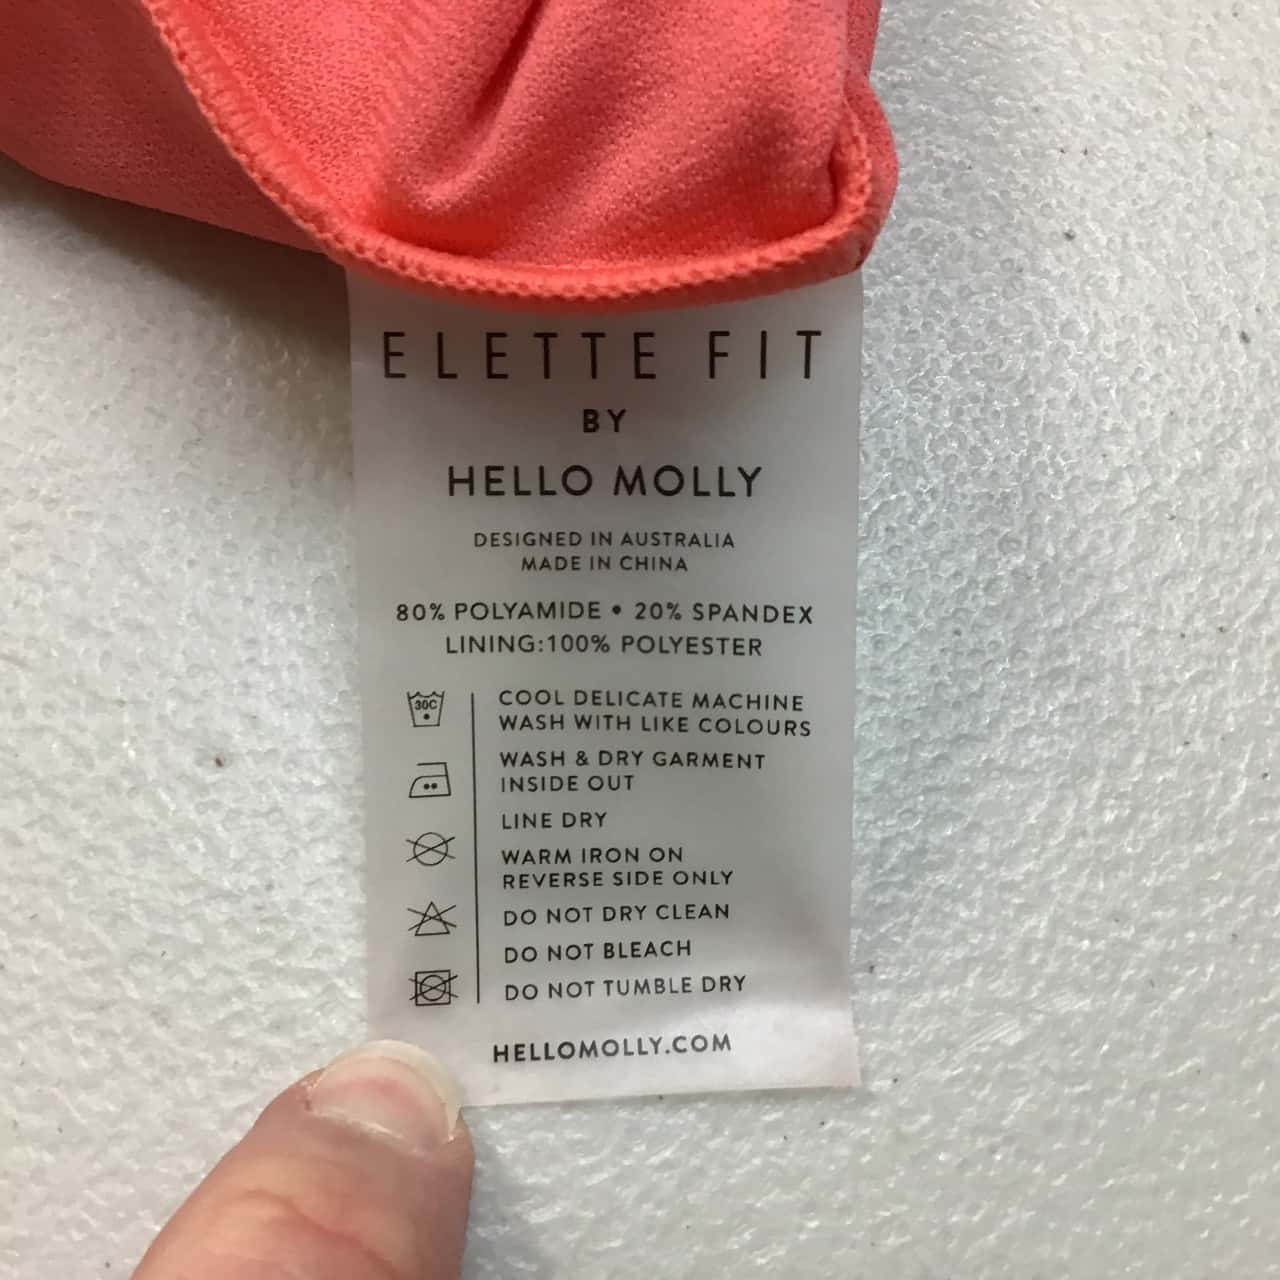 ELETTE FIT
BY
HELLO MOLLY
DESIGNED IN AUSTRALIA
MADE IN CHINA
80% POLYAMIDE • 20% SPANDEX
LINING:100% POLYESTER
30C
COOL DELICATE MACHINE
WASH WITH LIKE COLOURS
WASH & DRY GARMENT
INSIDE OUT
LINE DRY
WARM IRON ON
REVERSE SIDE ONLY
DO NOT DRY CLEAN
DO NOT BLEACH
DO NOT TUMBLE DRY
HELLOMOLLY.COM